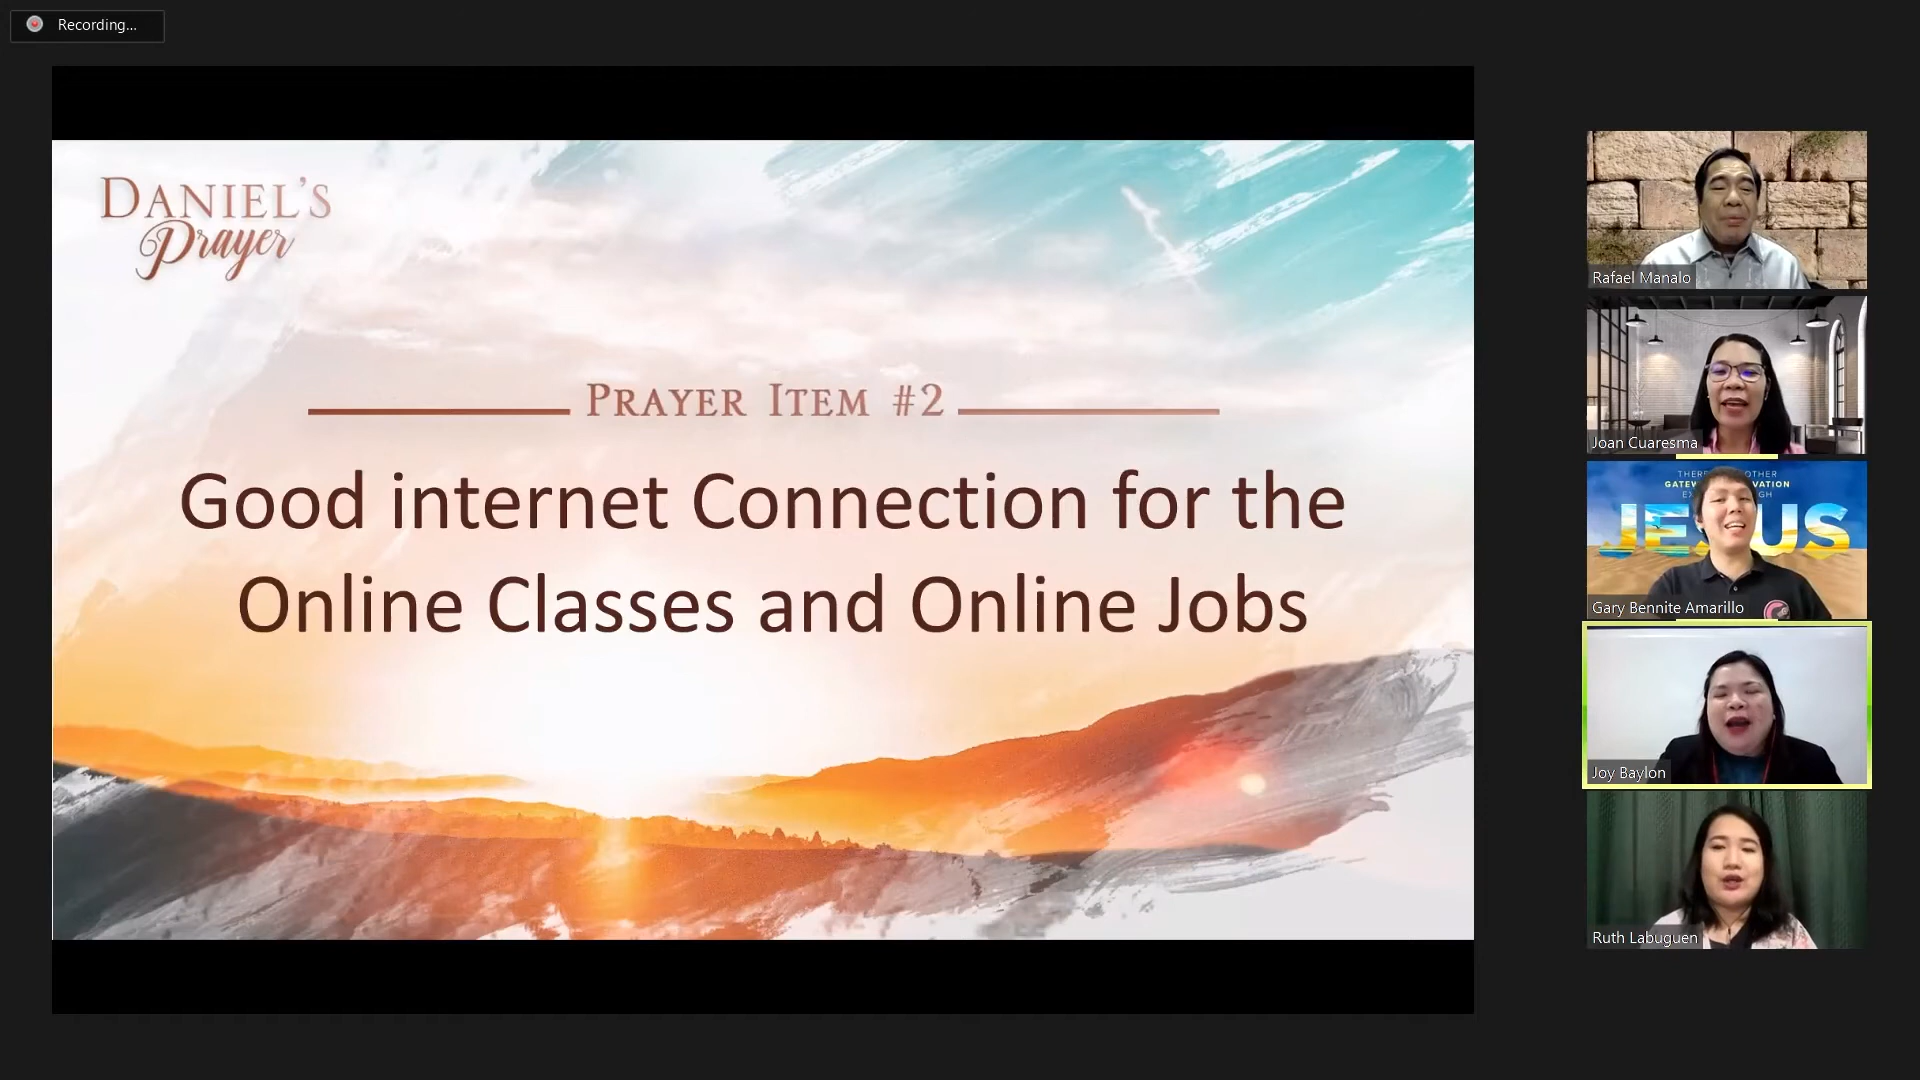 Recording...
DANIEL'S
Prayer
PRAYER ITEM #2
Good internet Connection for the
Online Classes and Online Jobs
Rafael Manalo
Joan Cuaresma
GATEW
JESUS
Gary Bennite Amarillo
Joy Baylon
Ruth Labuguen